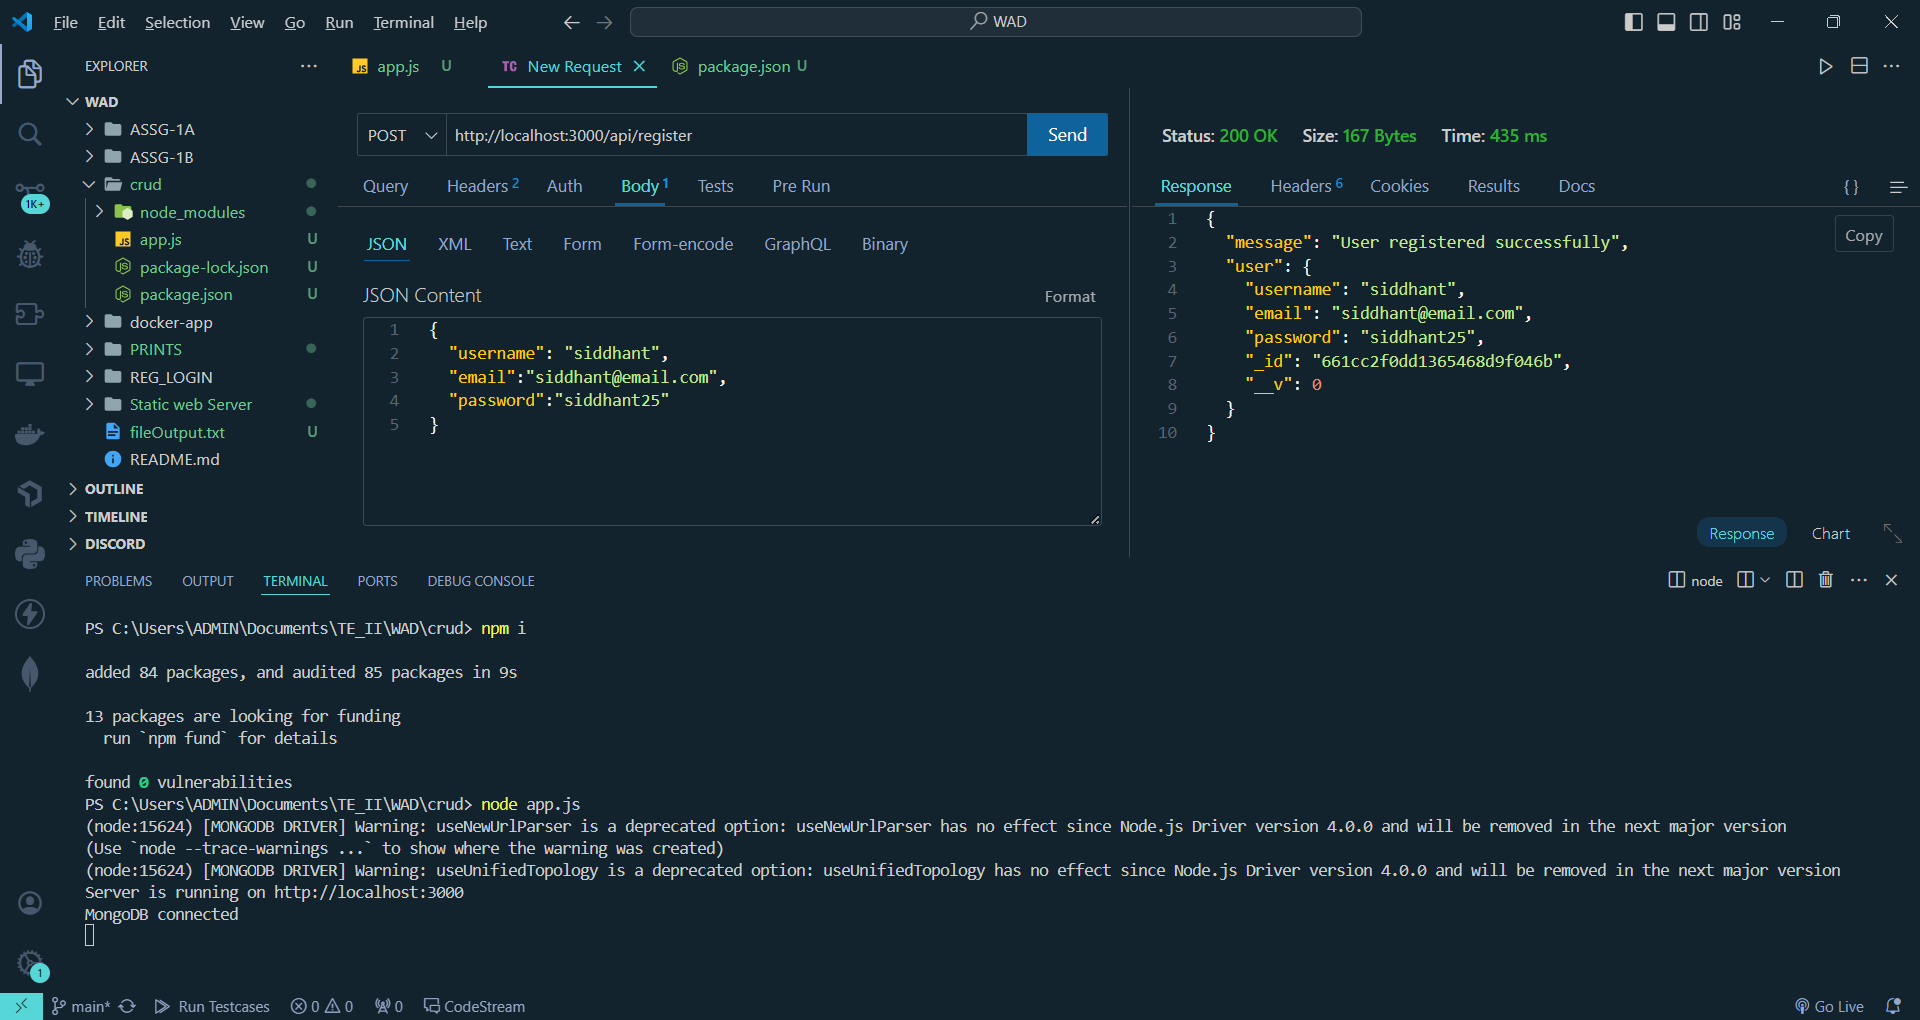 File Edit Selection View Go Run Terminal Help
WAD
EXPLORER
WAD
ASSG-1A
ASSG-1B
crud
node_modules
app.js U
package-lock.json U
package.json U
docker-app
PRINTS
REG_LOGIN
Static web Server
fileOutput.txt U
README.md
OUTLINE
TIMELINE
DISCORD
1K+
1
JS app.js U
TC New Request
package.json U
POST http://localhost:3000/api/register Send
Query Headers 2 Auth Body 1 Tests Pre Run
JSON XML Text Form Form-encode GraphQL Binary
JSON Content Format
1 {
2 "username": "siddhant",
3 "email":"siddhant@email.com",
4 "password":"siddhant25"
5 }
Status: 200 OK Size: 167 Bytes Time: 435 ms
Response Headers 6 Cookies Results Docs {}
Copy
1 {
2 "message": "User registered successfully",
3 "user": {
4 "username": "siddhant",
5 "email": "siddhant@email.com",
6 "password": "siddhant25",
7 "_id": "661cc2f0dd1365468d9f046b",
8 "__v": 0
9 }
10 }
Response Chart
PROBLEMS OUTPUT TERMINAL PORTS DEBUG CONSOLE
node
PS C:\Users\ADMIN\Documents\TE_II\WAD\crud> npm i
added 84 packages, and audited 85 packages in 9s
13 packages are looking for funding
run `npm fund` for details
found 0 vulnerabilities
PS C:\Users\ADMIN\Documents\TE_II\WAD\crud> node app.js
(node:15624) [MONGODB DRIVER] Warning: useNewUrlParser is a deprecated option: useNewUrlParser has no effect since Node.js Driver version 4.0.0 and will be removed in the next major version
(Use `node --trace-warnings ...` to show where the warning was created)
(node:15624) [MONGODB DRIVER] Warning: useUnifiedTopology is a deprecated option: useUnifiedTopology has no effect since Node.js Driver version 4.0.0 and will be removed in the next major version
Server is running on http://localhost:3000
MongoDB connected
main* Run Testcases 0 0 0 CodeStream Go Live